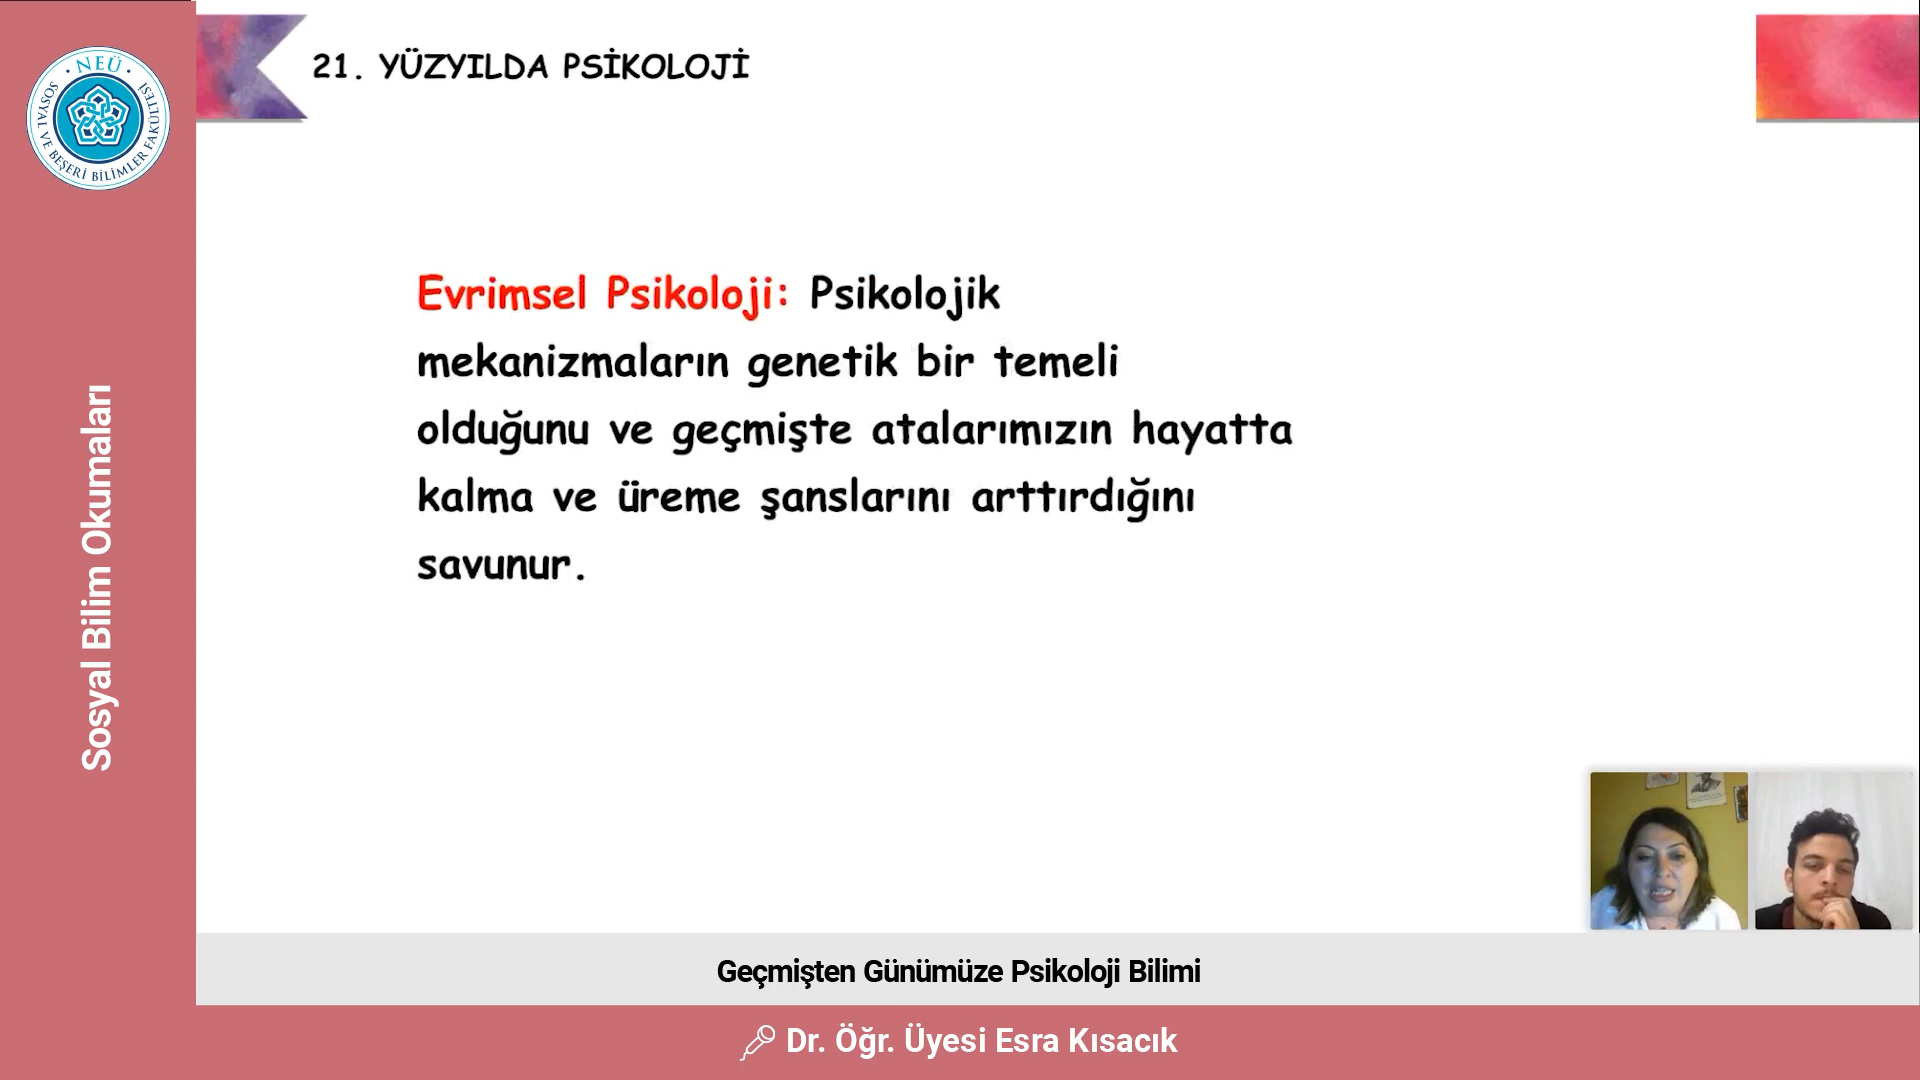 · NEÜ ·
SOSYAL VE BEŞERİ BİLİMLER FAKÜLTESİ
21. YÜZYILDA PSİKOLOJİ
Evrimsel Psikoloji: Psikolojik
mekanizmaların genetik bir temeli
olduğunu ve geçmişte atalarımızın hayatta
kalma ve üreme şanslarını arttırdığını
savunur.
Sosyal Bilim Okumaları
Geçmişten Günümüze Psikoloji Bilimi
Dr. Öğr. Üyesi Esra Kısacık